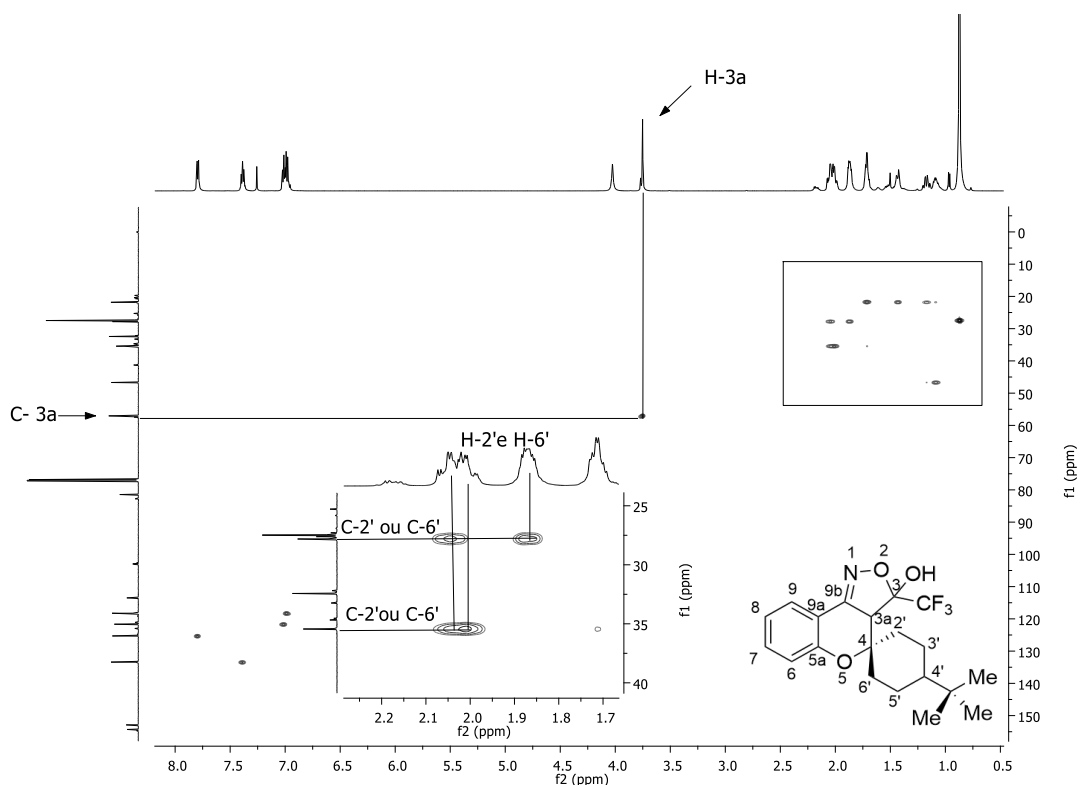 H-3a
0
10
20
30
40
50
60
70
80
90
100
110
120
130
140
150
f1 (ppm)
C- 3a
H-2'e H-6'
C-2' ou C-6'
C-2'ou C-6'
25
30
35
40
f1 (ppm)
2.2 2.1 2.0 1.9 1.8 1.7
f2 (ppm)
1 2
N O OH
9 9b 3
8 9a 3a CF3
4 2' 3'
7 5a O
6 5 6' 4' Me
5'
Me Me
8.0 7.5 7.0 6.5 6.0 5.5 5.0 4.5 4.0 3.5 3.0 2.5 2.0 1.5 1.0 0.5
f2 (ppm)